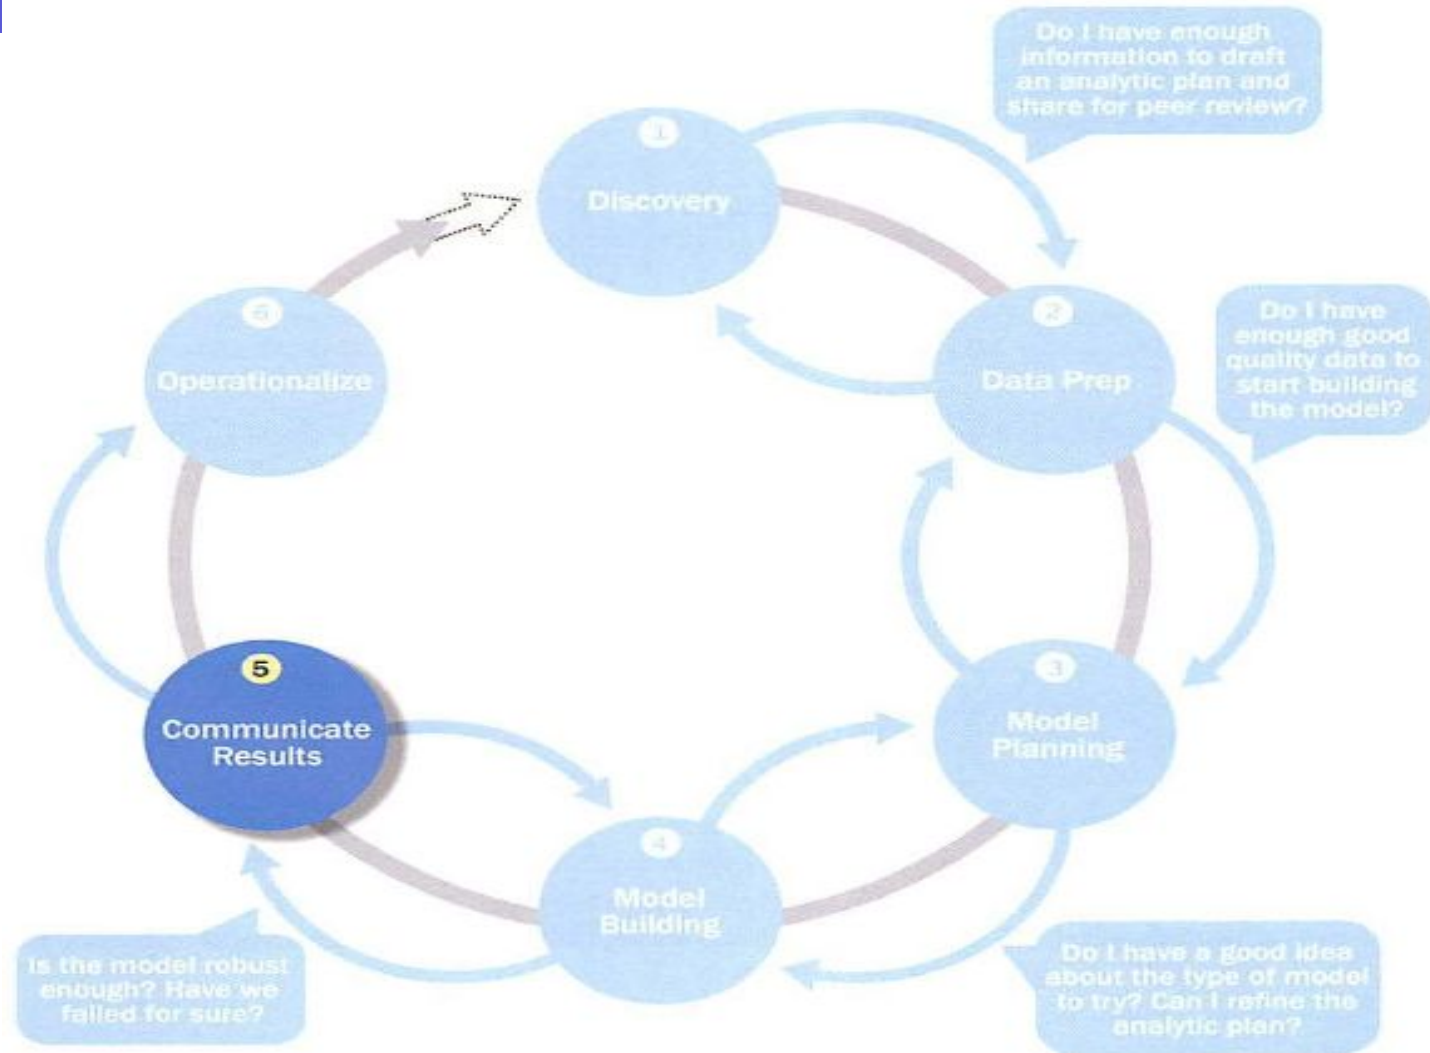 Do I have enough
information to draft
an analytic plan and
share for peer review?
1
Discovery
2
Data Prep
Do I have
enough good
quality data to
start building
the model?
3
Model
Planning
Do I have a good idea
about the type of model
to try? Can I refine the
analytic plan?
4
Model
Building
Is the model robust
enough? Have we
failed for sure?
5
Communicate
Results
6
Operationalize